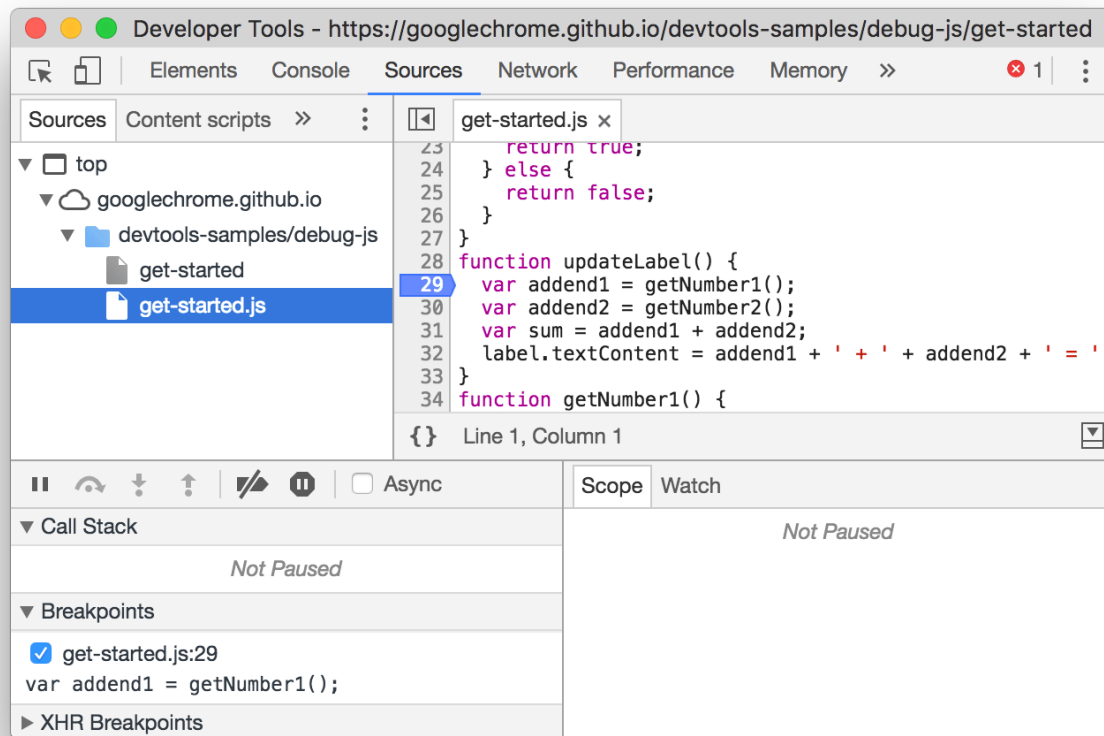 Developer Tools - https://googlechrome.github.io/devtools-samples/debug-js/get-started
Elements Console Sources Network Performance Memory » 1
Sources Content scripts »
get-started.js ×
top
googlechrome.github.io
devtools-samples/debug-js
get-started
get-started.js
23 return true;
24 } else {
25 return false;
26 }
27 }
28 function updateLabel() {
29 var addend1 = getNumber1();
30 var addend2 = getNumber2();
31 var sum = addend1 + addend2;
32 label.textContent = addend1 + ' + ' + addend2 + ' = '
33 }
34 function getNumber1() {
{} Line 1, Column 1
Async
Call Stack
Not Paused
Breakpoints
get-started.js:29
var addend1 = getNumber1();
XHR Breakpoints
Scope Watch
Not Paused